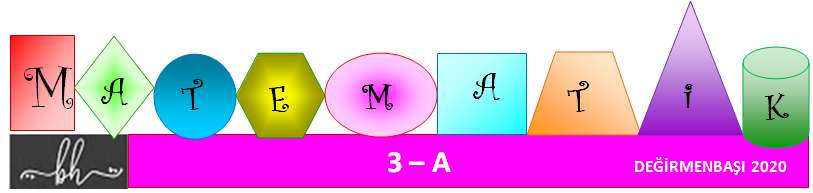 MATEMATİK
bh
3 – A
DEĞİRMENBAŞI 2020